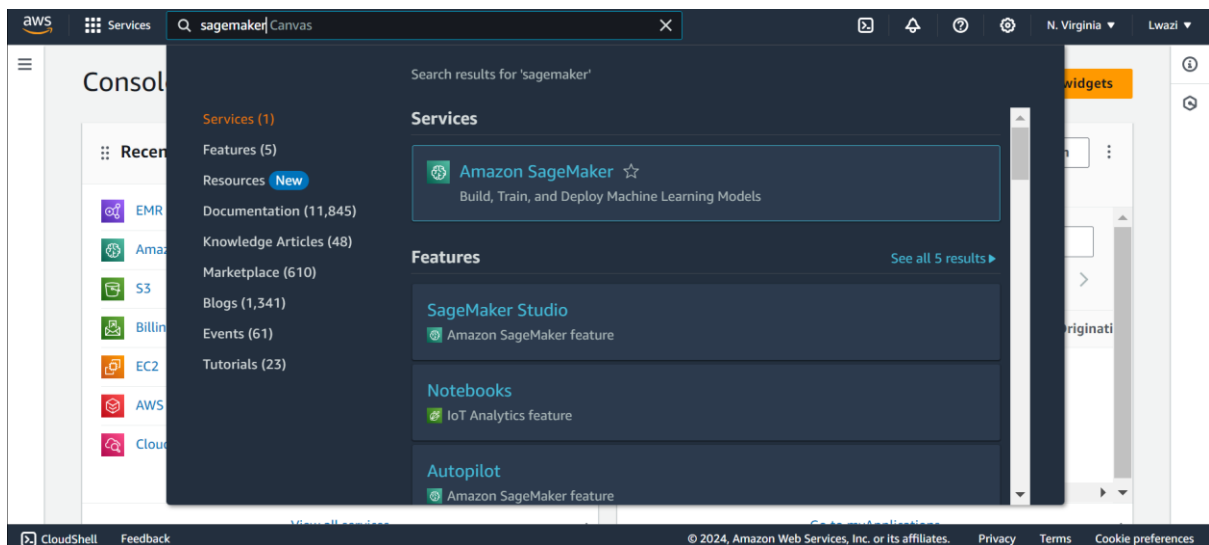 aws Services sagemaker Canvas N. Virginia Lwazi
Search results for 'sagemaker'
Services (1)
Features (5)
Resources New
Documentation (11,845)
Knowledge Articles (48)
Marketplace (610)
Blogs (1,341)
Events (61)
Tutorials (23)
Services
Amazon SageMaker
Build, Train, and Deploy Machine Learning Models
Features See all 5 results
SageMaker Studio
Amazon SageMaker feature
Notebooks
IoT Analytics feature
Autopilot
Amazon SageMaker feature
Consol
widgets
Recen
EMR
Amaz
S3
Billin
EC2
AWS
Cloud
n
riginati
CloudShell Feedback © 2024, Amazon Web Services, Inc. or its affiliates. Privacy Terms Cookie preferences